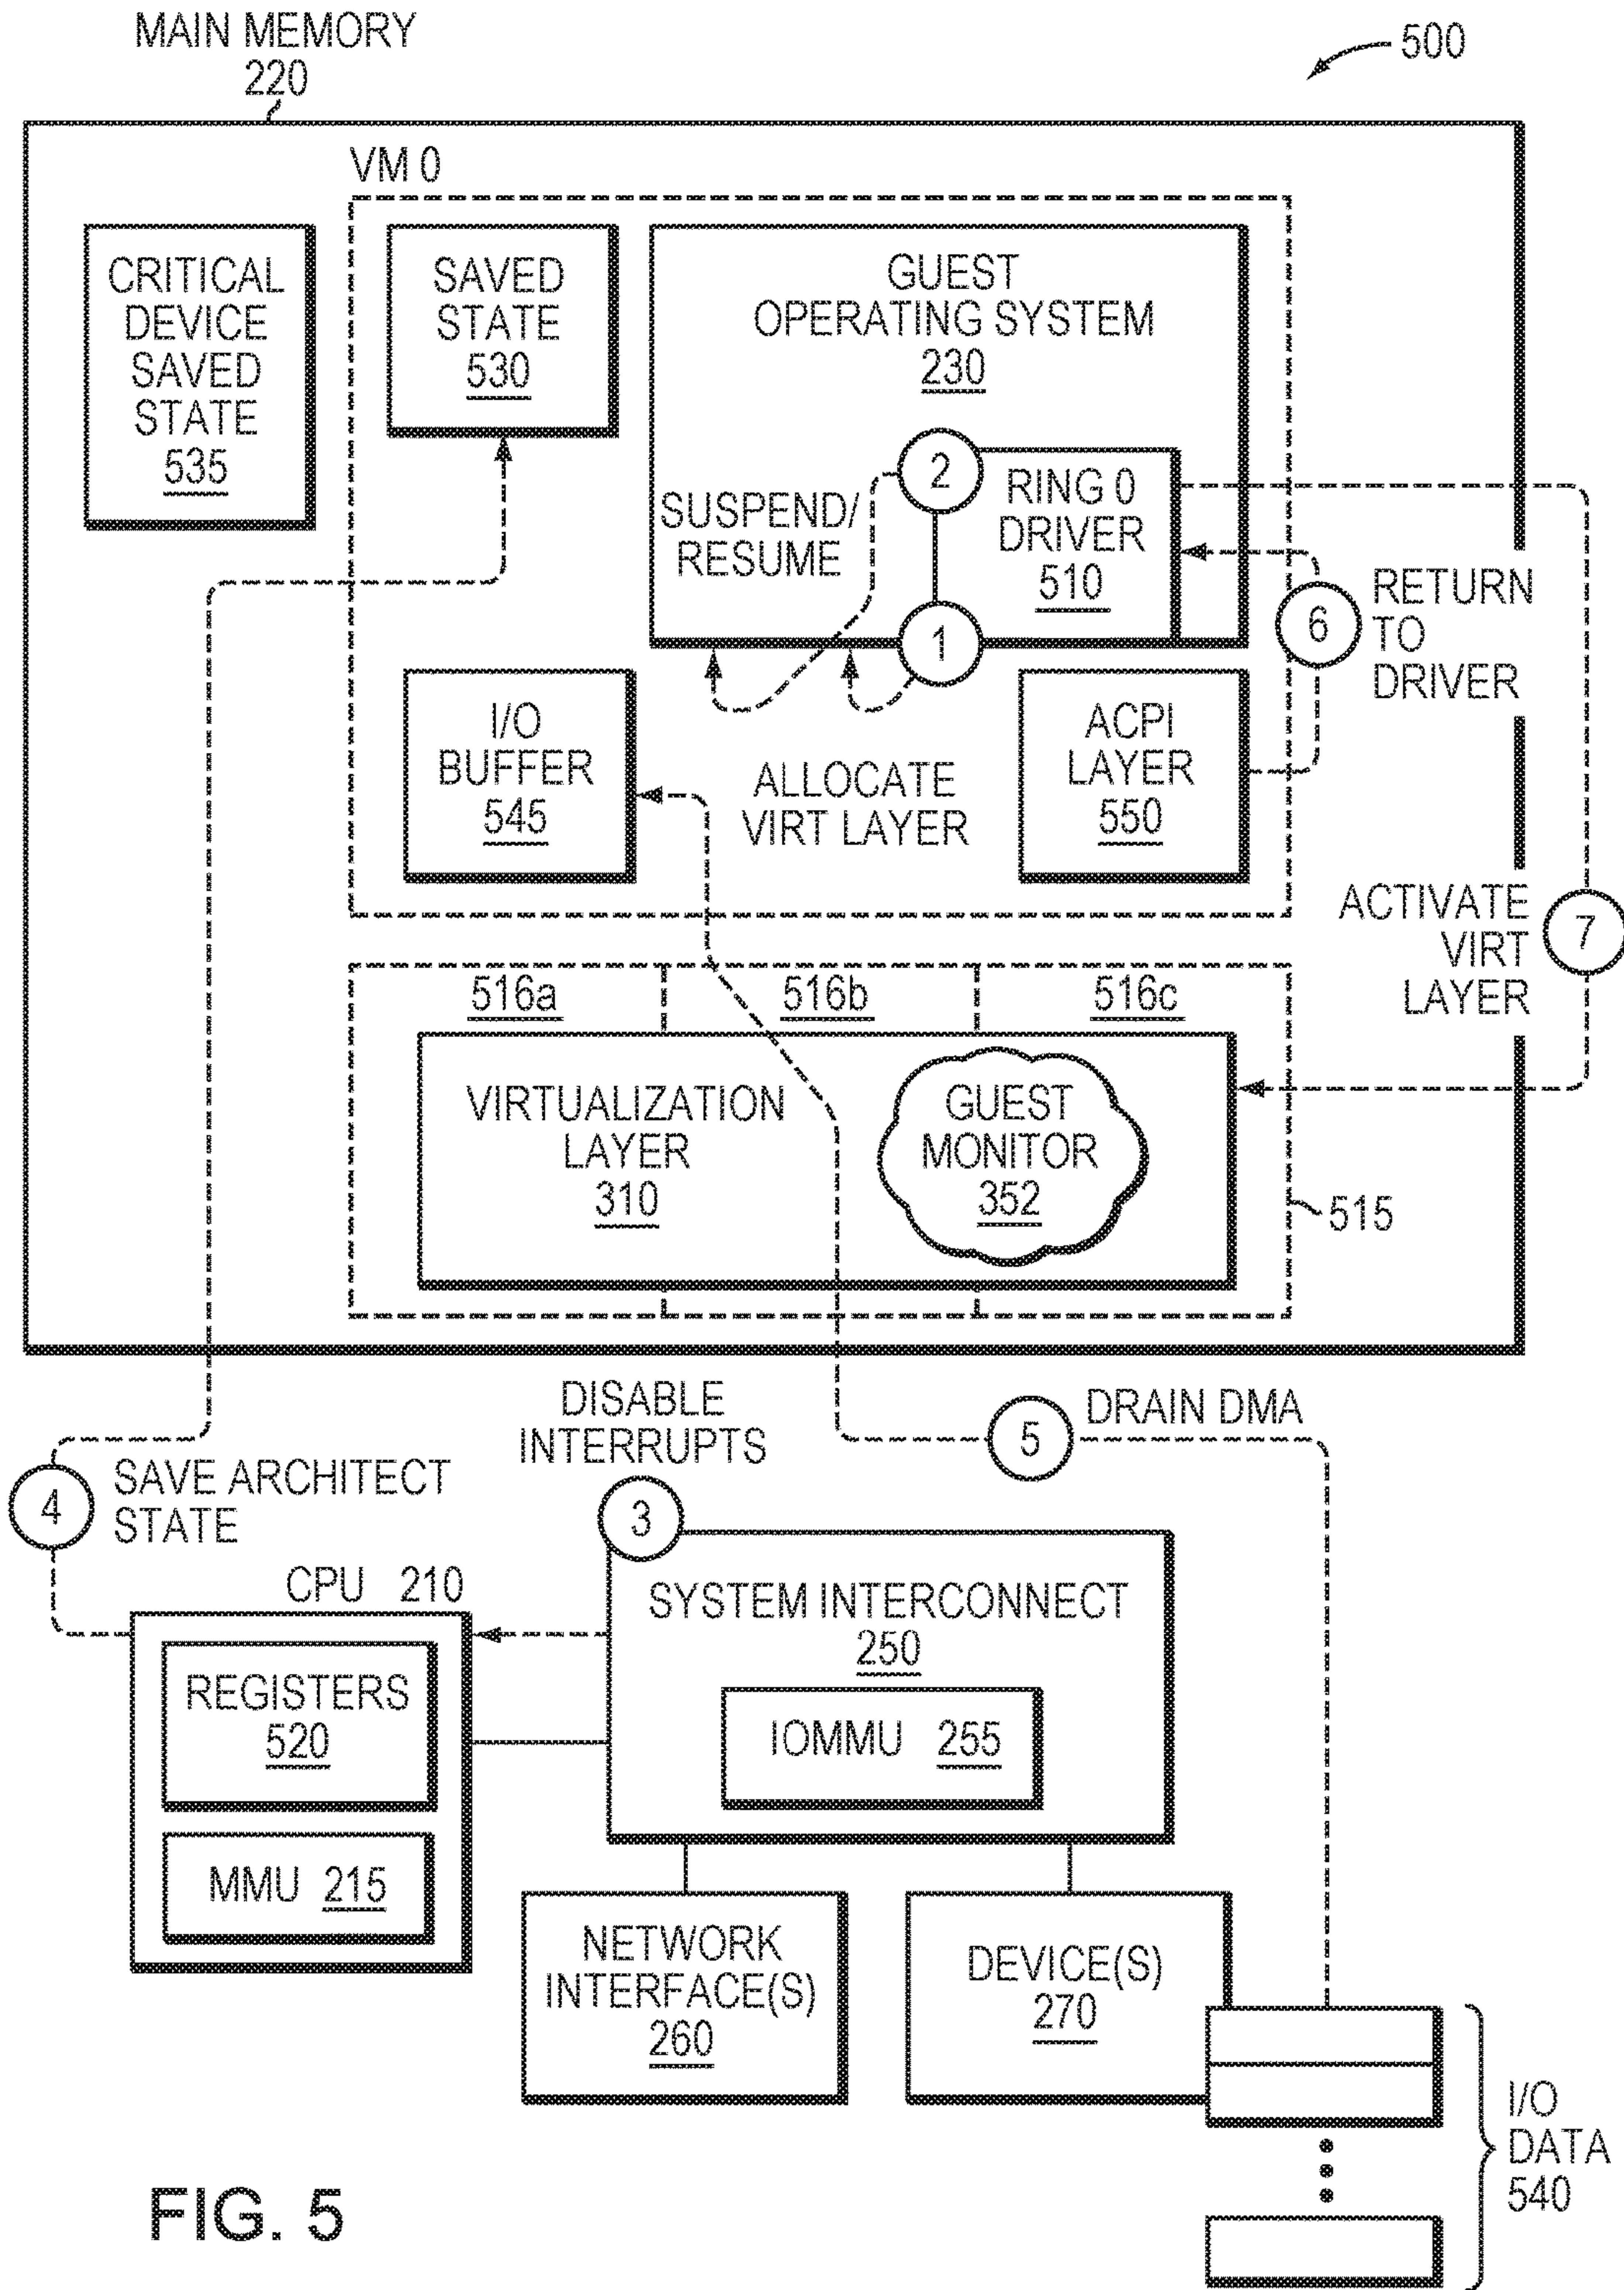 MAIN MEMORY
220
500
VM 0
CRITICAL
DEVICE
SAVED
STATE
535
SAVED
STATE
530
GUEST
OPERATING SYSTEM
230
2
SUSPEND/
RESUME
RING 0
DRIVER
510
1
6
RETURN
TO
DRIVER
I/O
BUFFER
545
ALLOCATE
VIRT LAYER
ACPI
LAYER
550
ACTIVATE
VIRT
LAYER
7
516a
516b
516c
VIRTUALIZATION
LAYER
310
GUEST
MONITOR
352
515
DISABLE
INTERRUPTS
5
DRAIN DMA
4
SAVE ARCHITECT
STATE
3
CPU 210
REGISTERS
520
MMU 215
SYSTEM INTERCONNECT
250
IOMMU 255
NETWORK
INTERFACE(S)
260
DEVICE(S)
270
I/O
DATA
540
FIG. 5